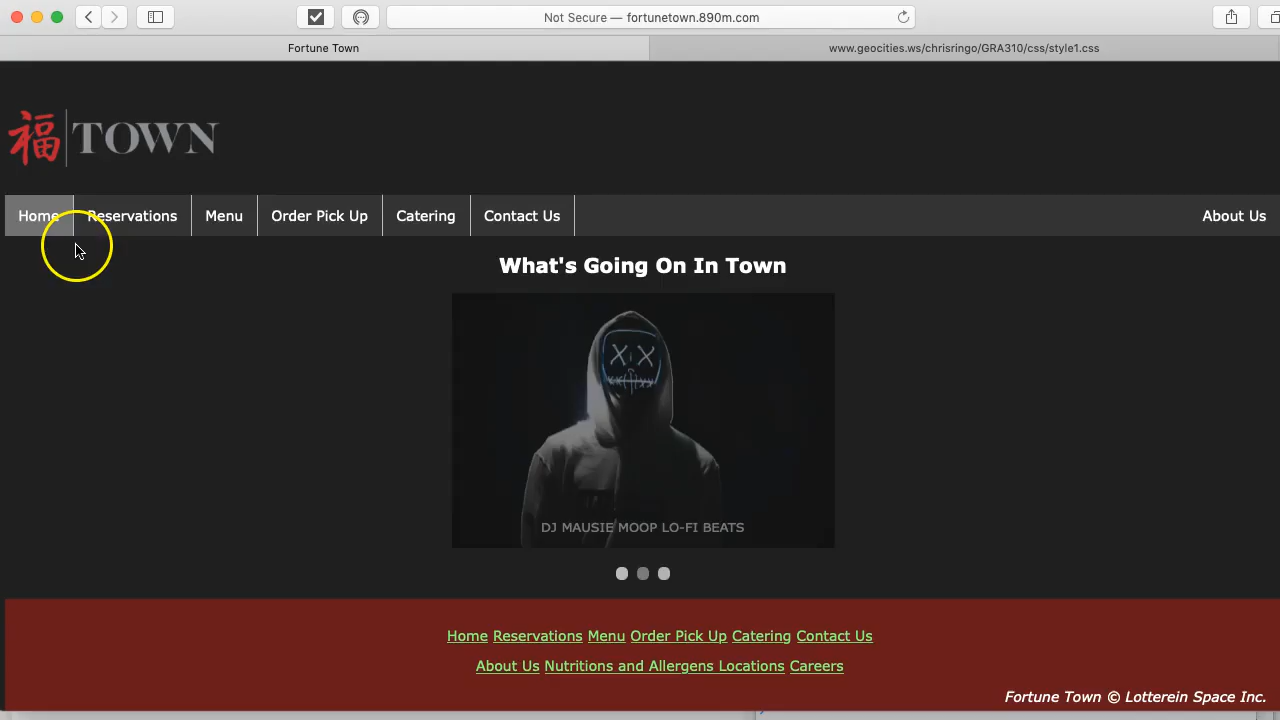 Not Secure — fortunetown.890m.com
Fortune Town
www.geocities.ws/chrisringo/GRA310/css/style1.css
福 TOWN
Home Reservations Menu Order Pick Up Catering Contact Us About Us
What's Going On In Town
DJ MAUSIE MOOP LO-FI BEATS
Home Reservations Menu Order Pick Up Catering Contact Us
About Us Nutritions and Allergens Locations Careers
Fortune Town © Lotterein Space Inc.